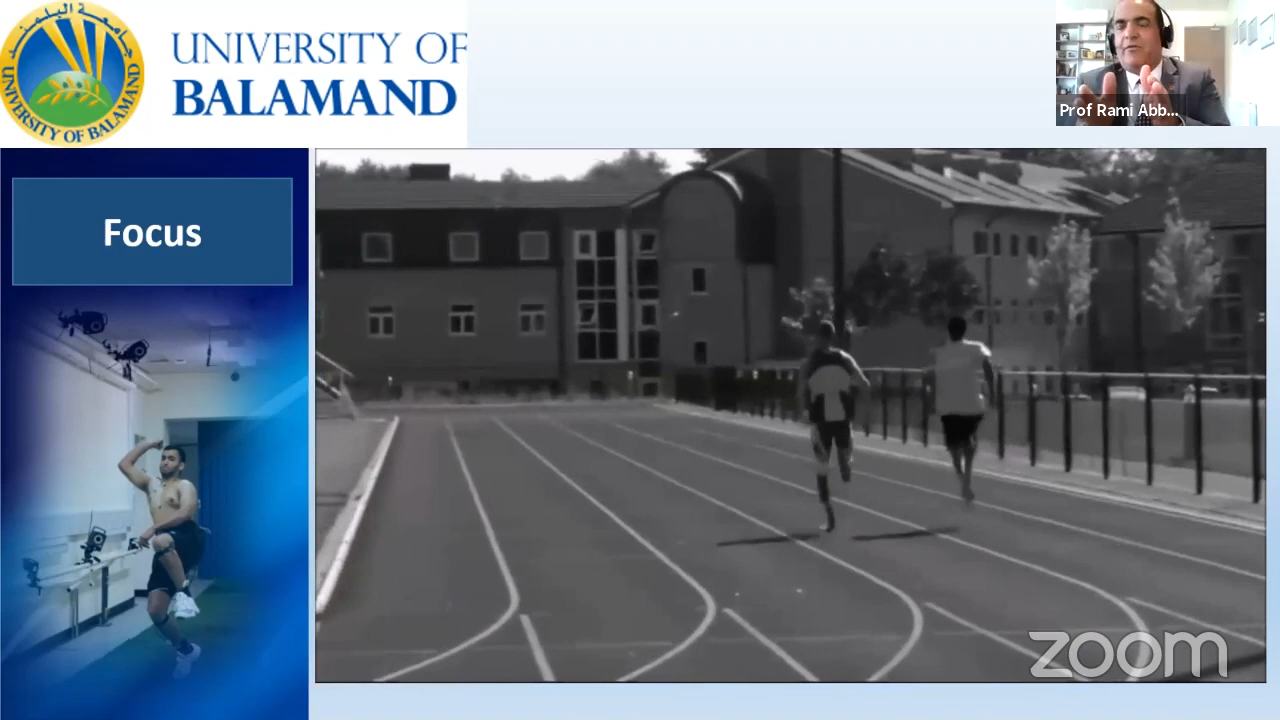 جامعة البلمند
UNIVERSITY OF BALAMAND
UNIVERSITY OF
BALAMAND
Prof Rami Abb...
Focus
zoom